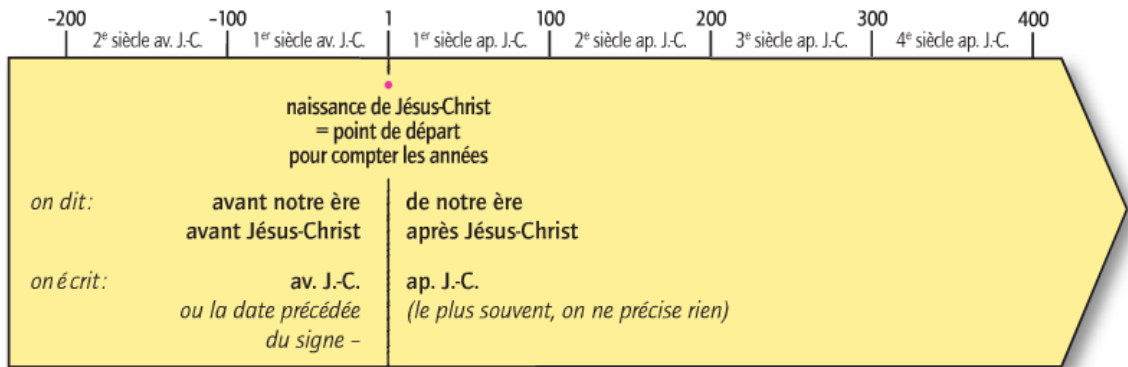 -200 -100 1 100 200 300 400
2e siècle av. J.-C. 1er siècle av. J.-C. 1er siècle ap. J.-C. 2e siècle ap. J.-C. 3e siècle ap. J.-C. 4e siècle ap. J.-C.
naissance de Jésus-Christ
= point de départ
pour compter les années
on dit: avant notre ère de notre ère
avant Jésus-Christ après Jésus-Christ
on écrit: av. J.-C. ap. J.-C.
ou la date précédée (le plus souvent, on ne précise rien)
du signe –